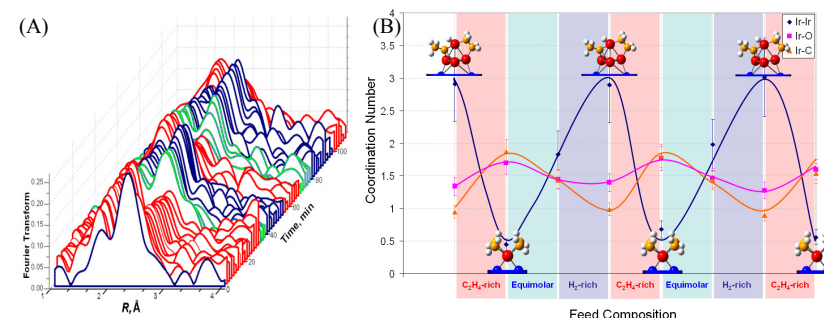 (A)
0.25
0.20
0.15
0.10
0.05
0.00
Fourier Transform
1
2
3
4
R, Å
0
20
40
60
80
100
Time, min
(B)
4
3.5
3
2.5
2
1.5
1
0.5
0
Coordination Number
Ir-Ir
Ir-O
Ir-C
C₂H₄-rich
Equimolar
H₂-rich
C₂H₄-rich
Equimolar
H₂-rich
C₂H₄-rich
Feed Composition